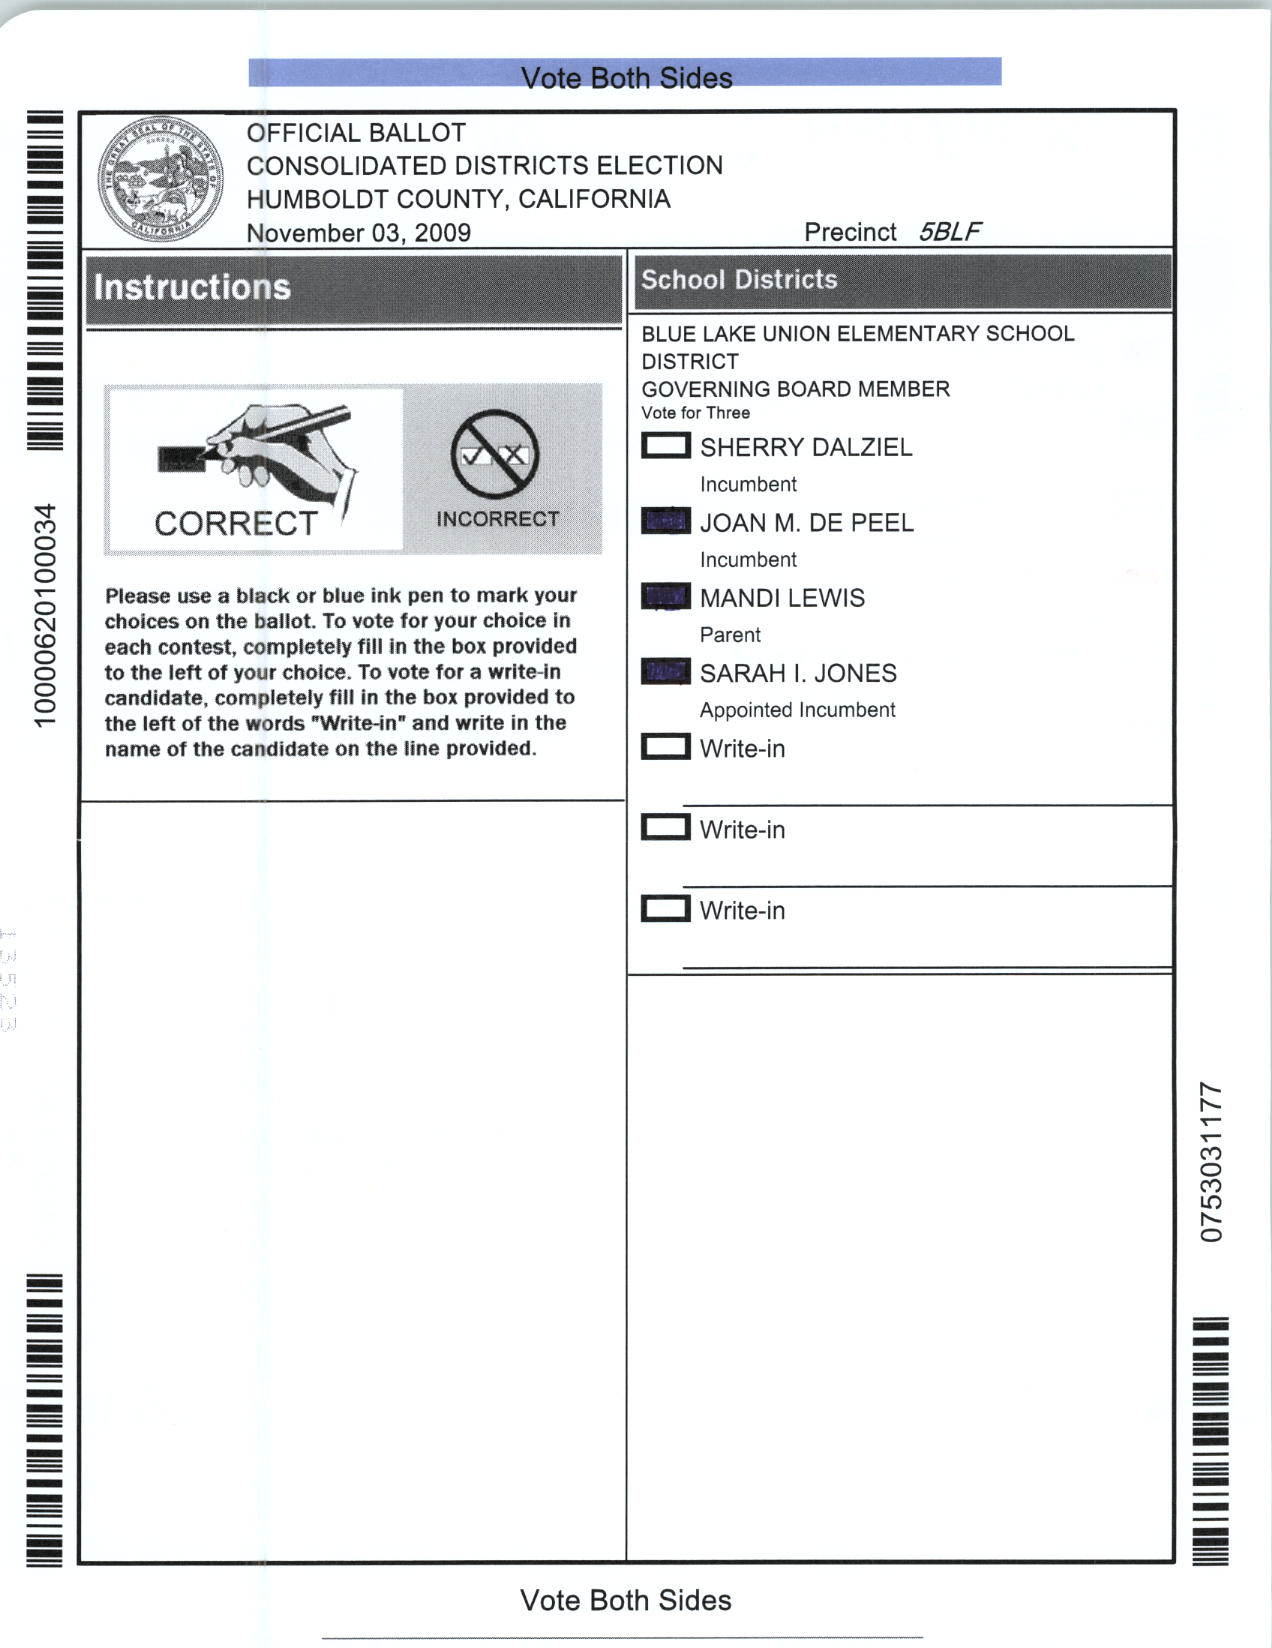 Vote Both Sides
OFFICIAL BALLOT
CONSOLIDATED DISTRICTS ELECTION
HUMBOLDT COUNTY, CALIFORNIA
November 03, 2009
Precinct 5BLF
Instructions
CORRECT
INCORRECT
Please use a black or blue ink pen to mark your
choices on the ballot. To vote for your choice in
each contest, completely fill in the box provided
to the left of your choice. To vote for a write-in
candidate, completely fill in the box provided to
the left of the words "Write-in" and write in the
name of the candidate on the line provided.
School Districts
BLUE LAKE UNION ELEMENTARY SCHOOL
DISTRICT
GOVERNING BOARD MEMBER
Vote for Three
SHERRY DALZIEL
Incumbent
JOAN M. DE PEEL
Incumbent
MANDI LEWIS
Parent
SARAH I. JONES
Appointed Incumbent
Write-in
Write-in
Write-in
10000620100034
0753031177
Vote Both Sides